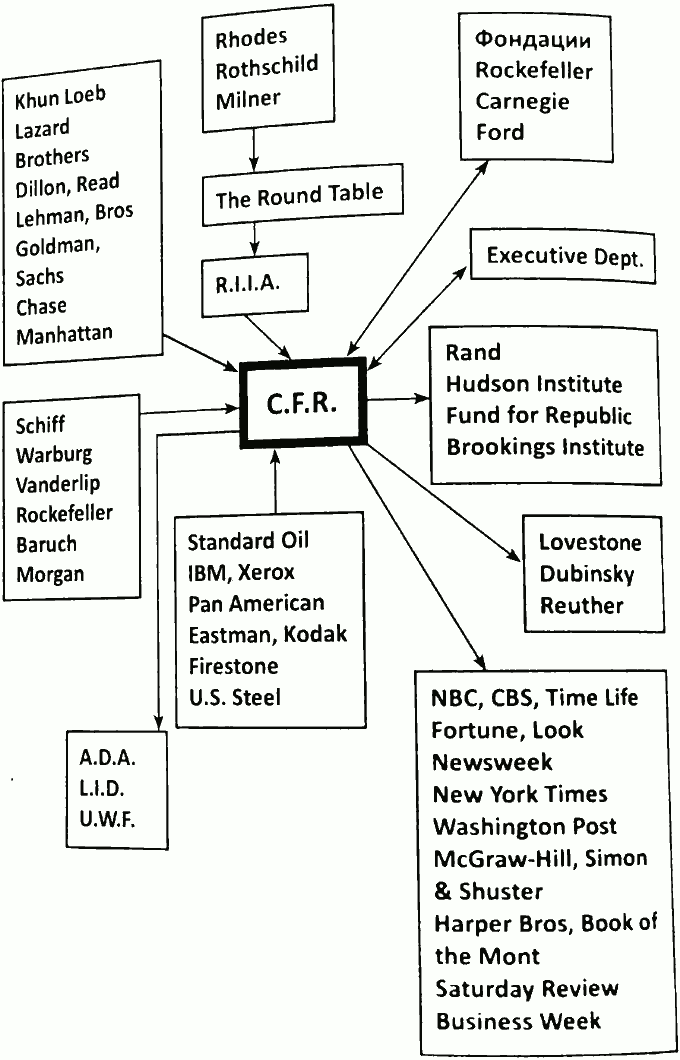 Rhodes
Rothschild
Milner
Фондации
Rockefeller
Carnegie
Ford
Khun Loeb
Lazard
Brothers
Dillon, Read
Lehman, Bros
Goldman,
Sachs
Chase
Manhattan
The Round Table
R.I.I.A.
Executive Dept.
C.F.R.
Rand
Hudson Institute
Fund for Republic
Brookings Institute
Schiff
Warburg
Vanderlip
Rockefeller
Baruch
Morgan
Standard Oil
IBM, Xerox
Pan American
Eastman, Kodak
Firestone
U.S. Steel
Lovestone
Dubinsky
Reuther
A.D.A.
L.I.D.
U.W.F.
NBC, CBS, Time Life
Fortune, Look
Newsweek
New York Times
Washington Post
McGraw-Hill, Simon
& Shuster
Harper Bros, Book of
the Mont
Saturday Review
Business Week